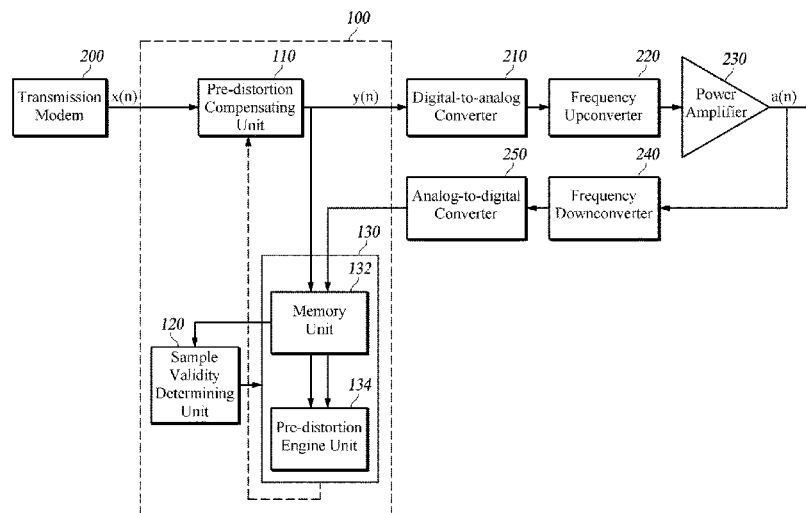 100
200
Transmission
Modem
x(n)
110
Pre-distortion
Compensating
Unit
y(n)
210
Digital-to-analog
Converter
220
Frequency
Upconverter
230
Power
Amplifier
a(n)
250
Analog-to-digital
Converter
240
Frequency
Downconverter
130
132
Memory
Unit
120
Sample
Validity
Determining
Unit
134
Pre-distortion
Engine Unit